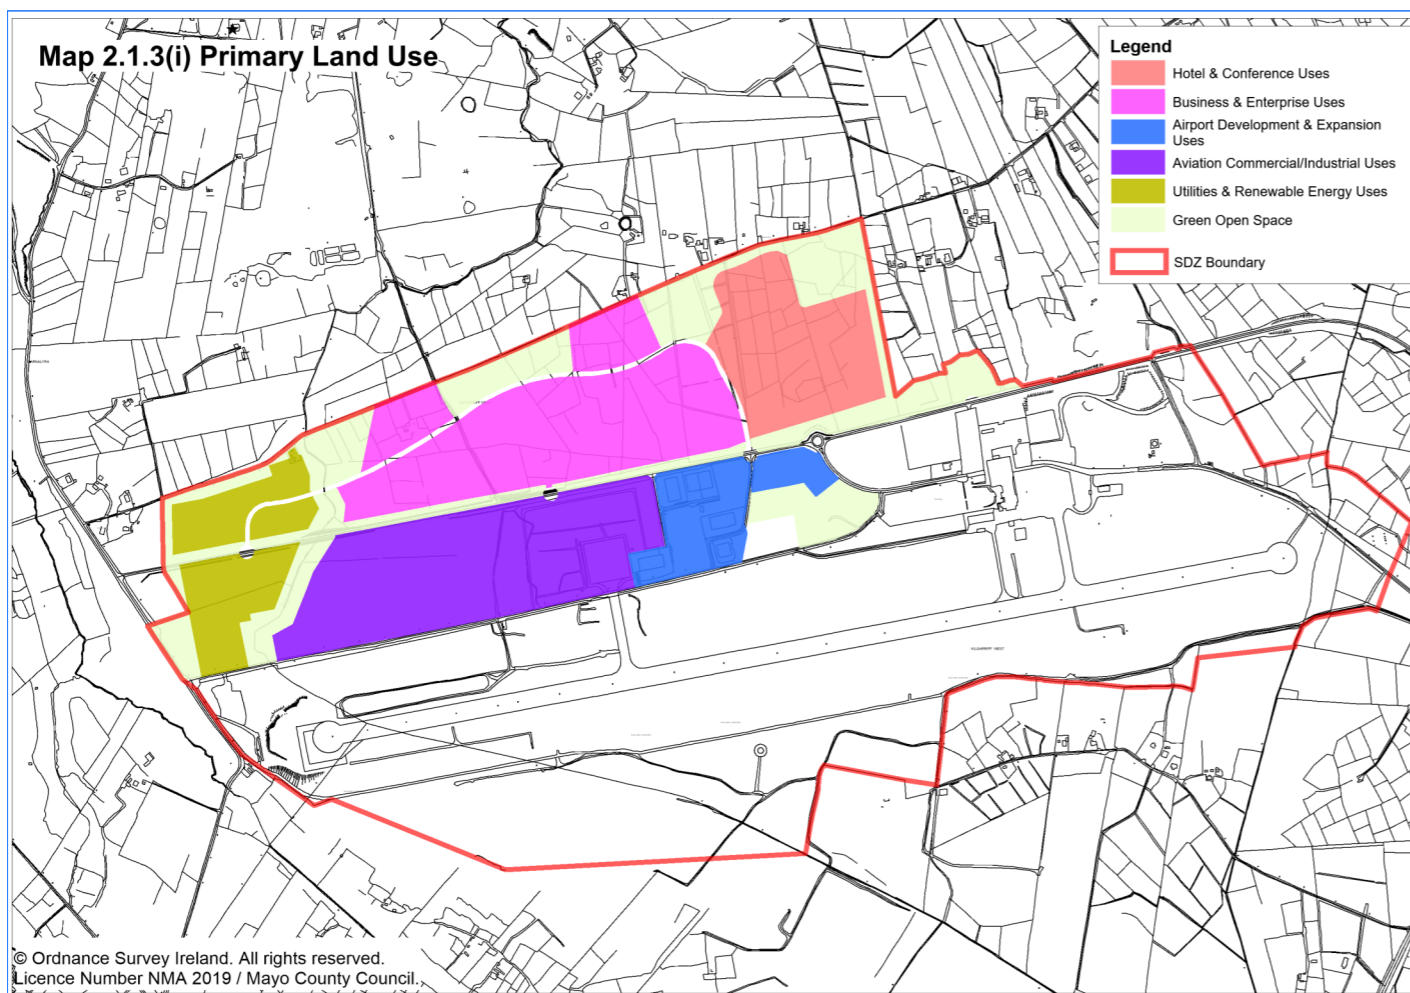 Map 2.1.3(i) Primary Land Use
Legend
Hotel & Conference Uses
Business & Enterprise Uses
Airport Development & Expansion
Uses
Aviation Commercial/Industrial Uses
Utilities & Renewable Energy Uses
Green Open Space
SDZ Boundary
© Ordnance Survey Ireland. All rights reserved.
Licence Number NMA 2019 / Mayo County Council.